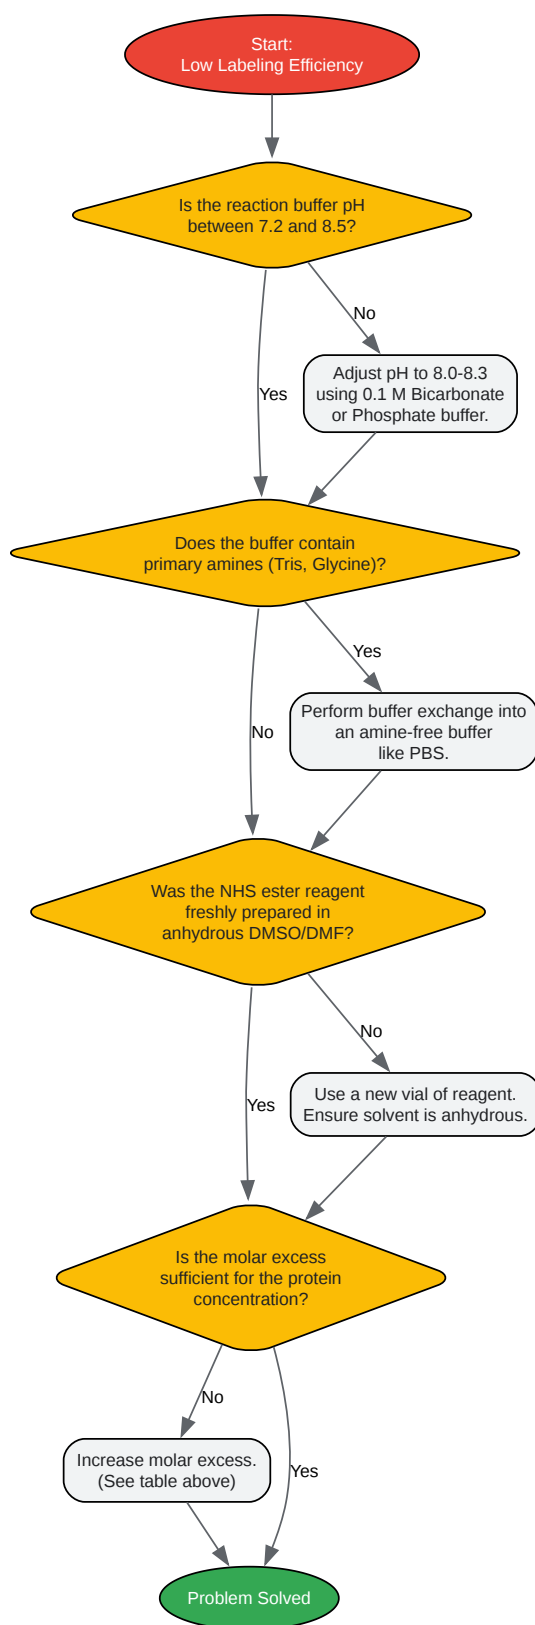 Start:
Low Labeling Efficiency
Is the reaction buffer pH
between 7.2 and 8.5?
No
Adjust pH to 8.0-8.3
using 0.1 M Bicarbonate
or Phosphate buffer.
Yes
Does the buffer contain
primary amines (Tris, Glycine)?
Yes
Perform buffer exchange into
an amine-free buffer
like PBS.
No
Was the NHS ester reagent
freshly prepared in
anhydrous DMSO/DMF?
No
Use a new vial of reagent.
Ensure solvent is anhydrous.
Yes
Is the molar excess
sufficient for the protein
concentration?
No
Increase molar excess.
(See table above)
Yes
Problem Solved